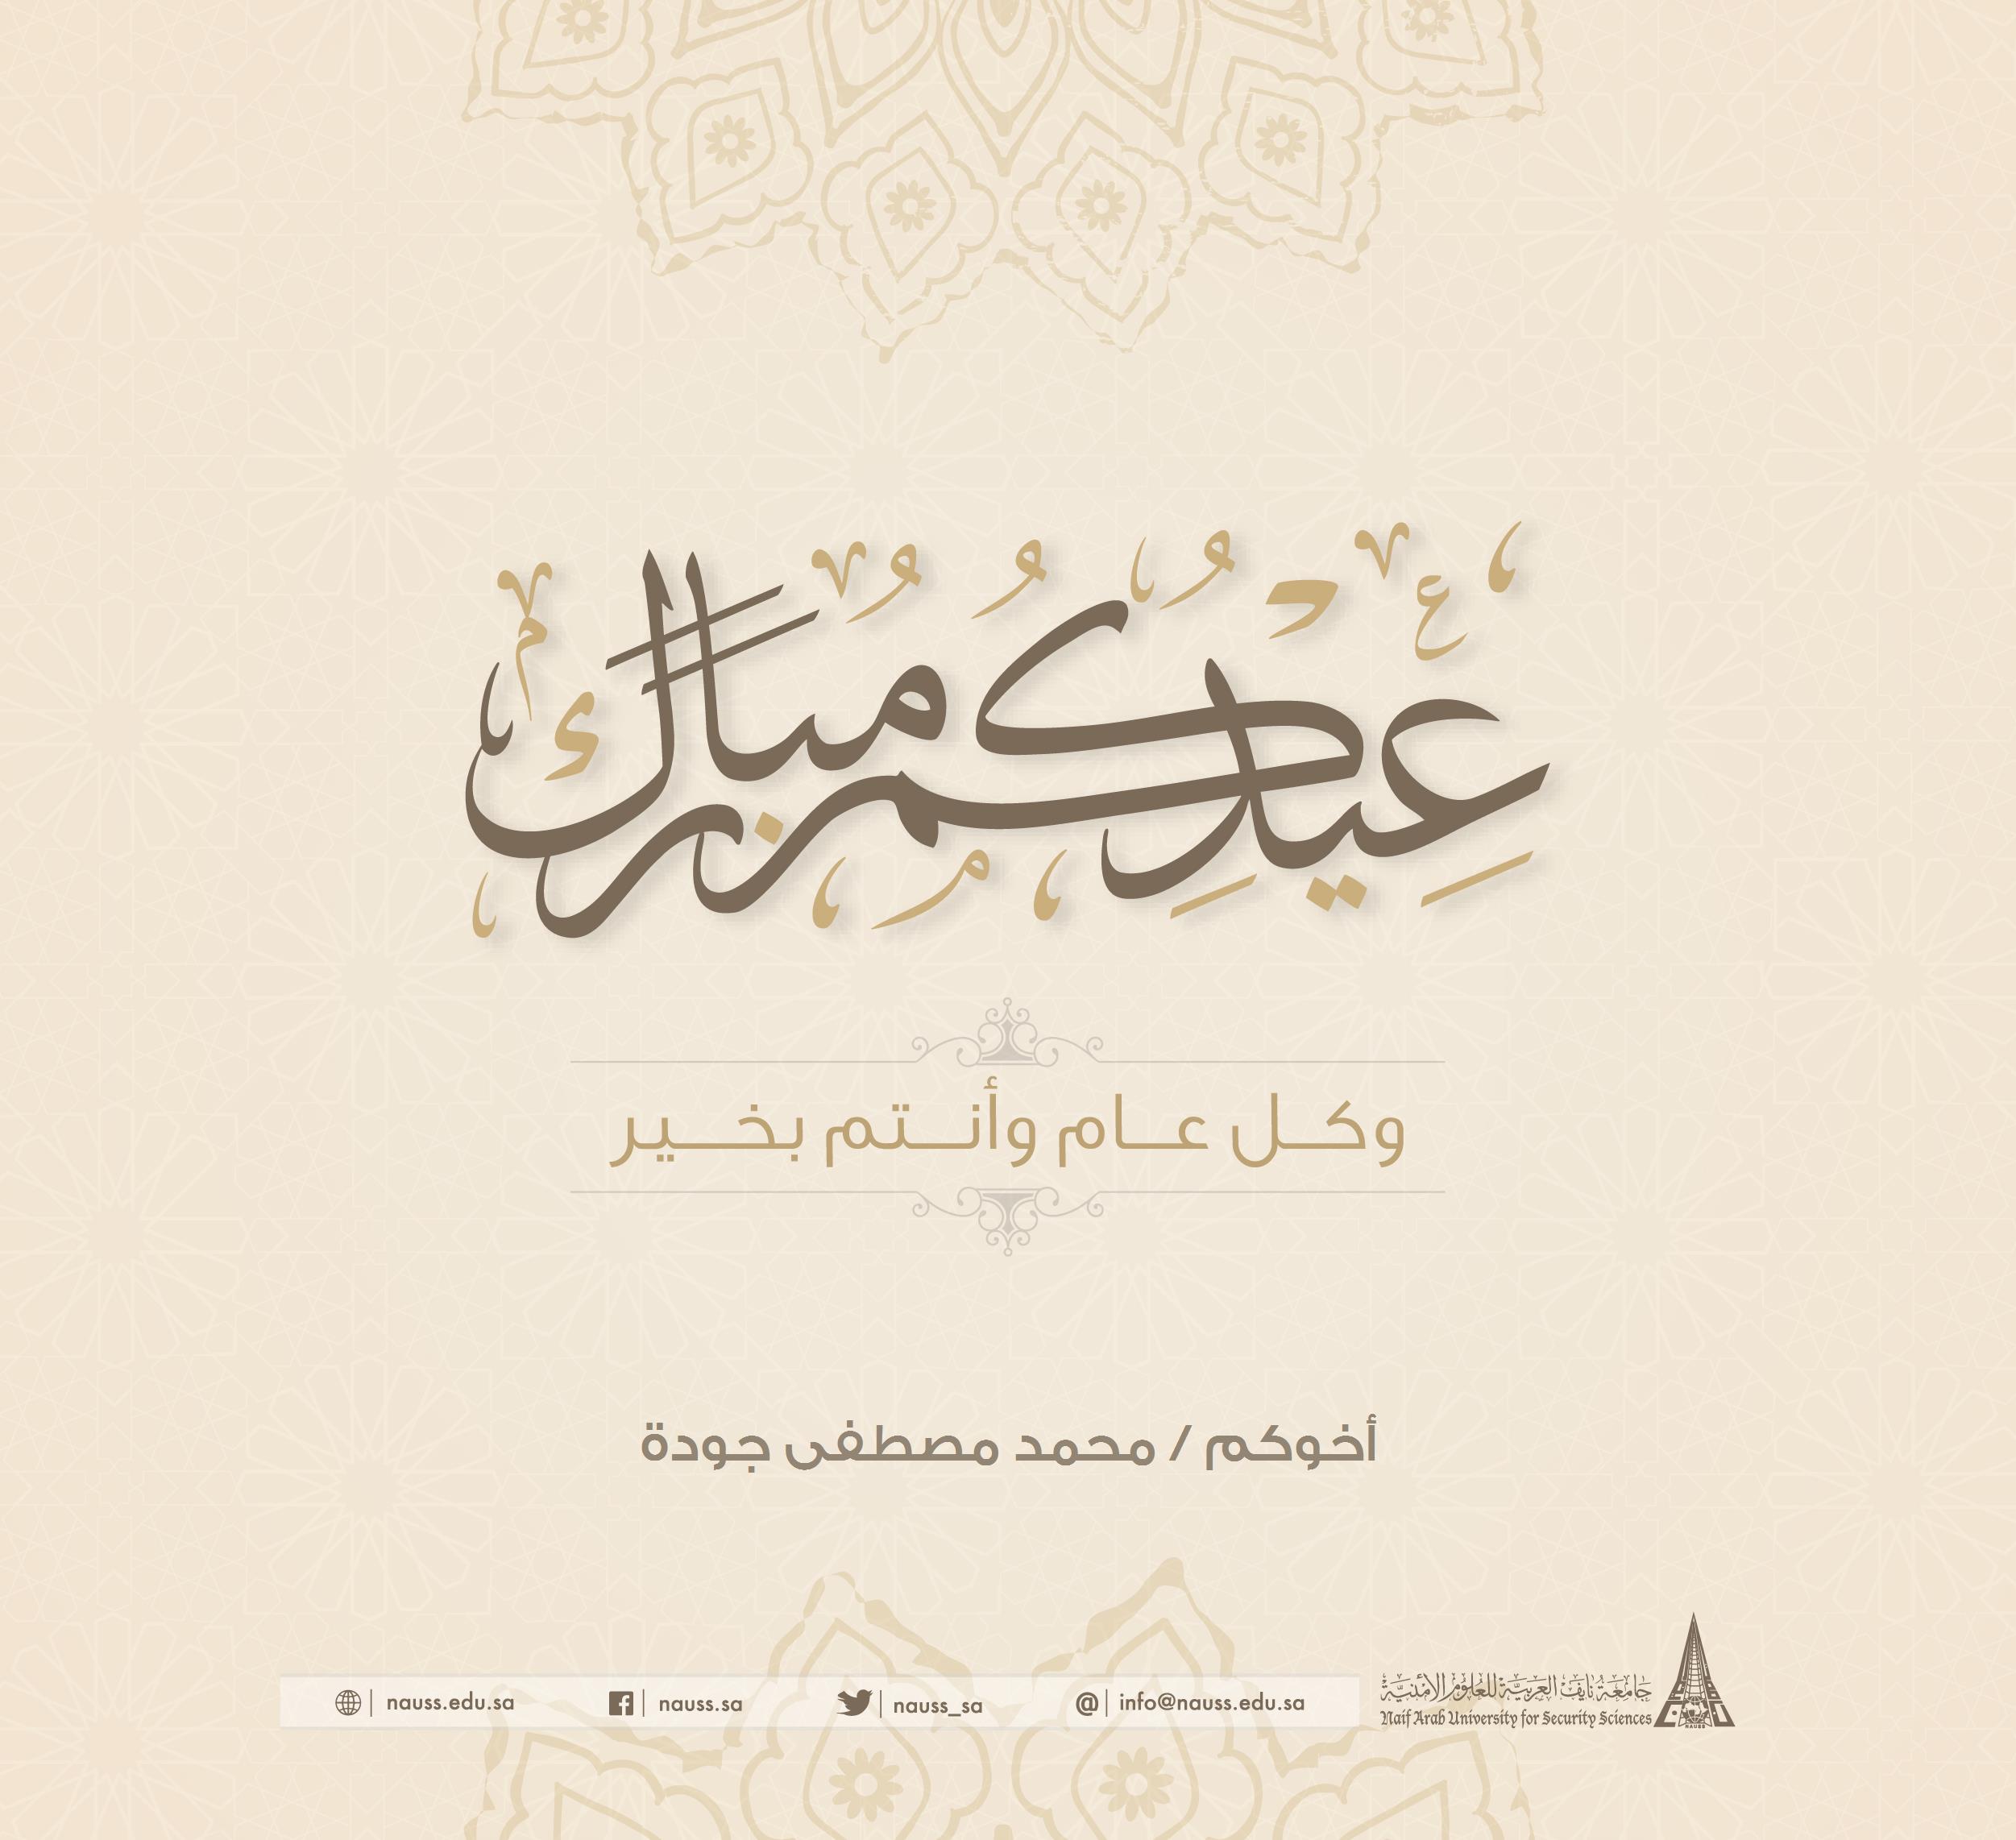 عِيدكم مبارك
وكل عام وأنتم بخير
أخوكم / محمد مصطفى جودة
جامعة نايف العربية للعلوم الأمنية
Naif Arab University for Security Sciences
NAUSS
nauss.edu.sa
nauss.sa
nauss_sa
@ info@nauss.edu.sa